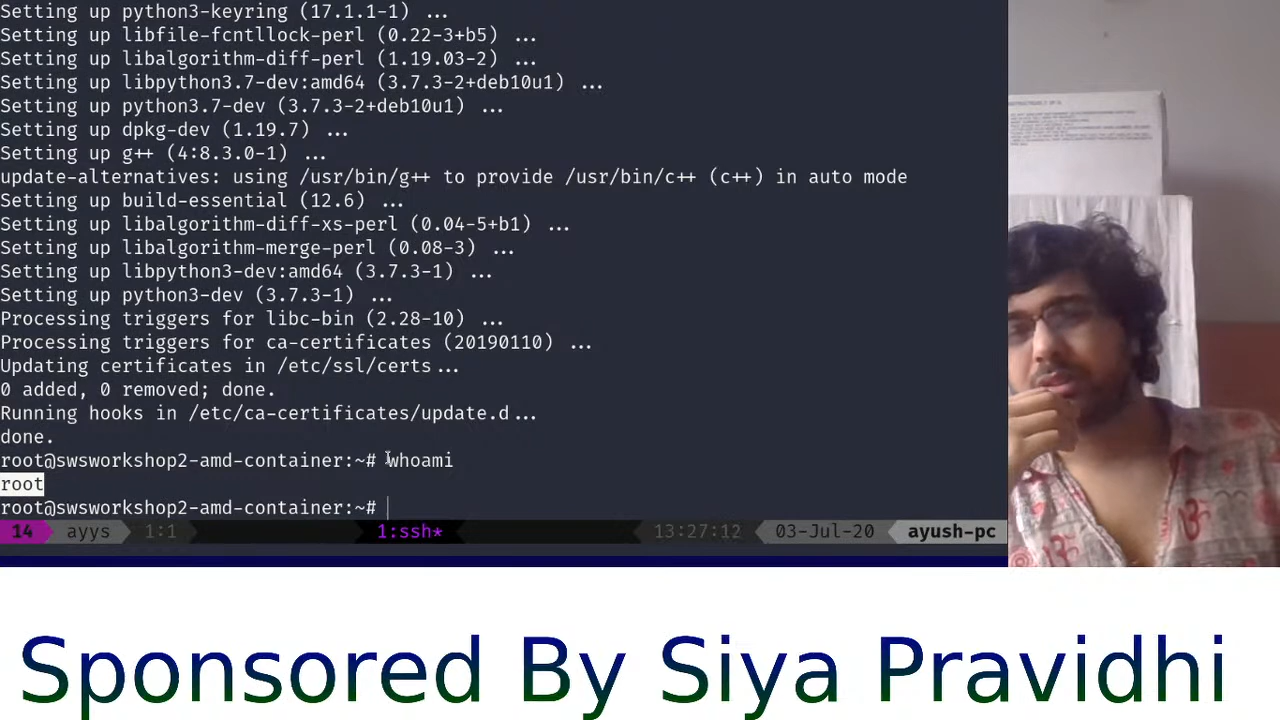 Setting up python3-keyring (17.1.1-1) ...
Setting up libfile-fcntllock-perl (0.22-3+b5) ...
Setting up libalgorithm-diff-perl (1.19.03-2) ...
Setting up libpython3.7-dev:amd64 (3.7.3-2+deb10u1) ...
Setting up python3.7-dev (3.7.3-2+deb10u1) ...
Setting up dpkg-dev (1.19.7) ...
Setting up g++ (4:8.3.0-1) ...
update-alternatives: using /usr/bin/g++ to provide /usr/bin/c++ (c++) in auto mode
Setting up build-essential (12.6) ...
Setting up libalgorithm-diff-xs-perl (0.04-5+b1) ...
Setting up libalgorithm-merge-perl (0.08-3) ...
Setting up libpython3-dev:amd64 (3.7.3-1) ...
Setting up python3-dev (3.7.3-1) ...
Processing triggers for libc-bin (2.28-10) ...
Processing triggers for ca-certificates (20190110) ...
Updating certificates in /etc/ssl/certs...
0 added, 0 removed; done.
Running hooks in /etc/ca-certificates/update.d...
done.
root@swsworkshop2-amd-container:~# whoami
root
root@swsworkshop2-amd-container:~#
14 ayys 1:1 1:ssh* 13:27:12 03-Jul-20 ayush-pc
Sponsored By Siya Pravidhi